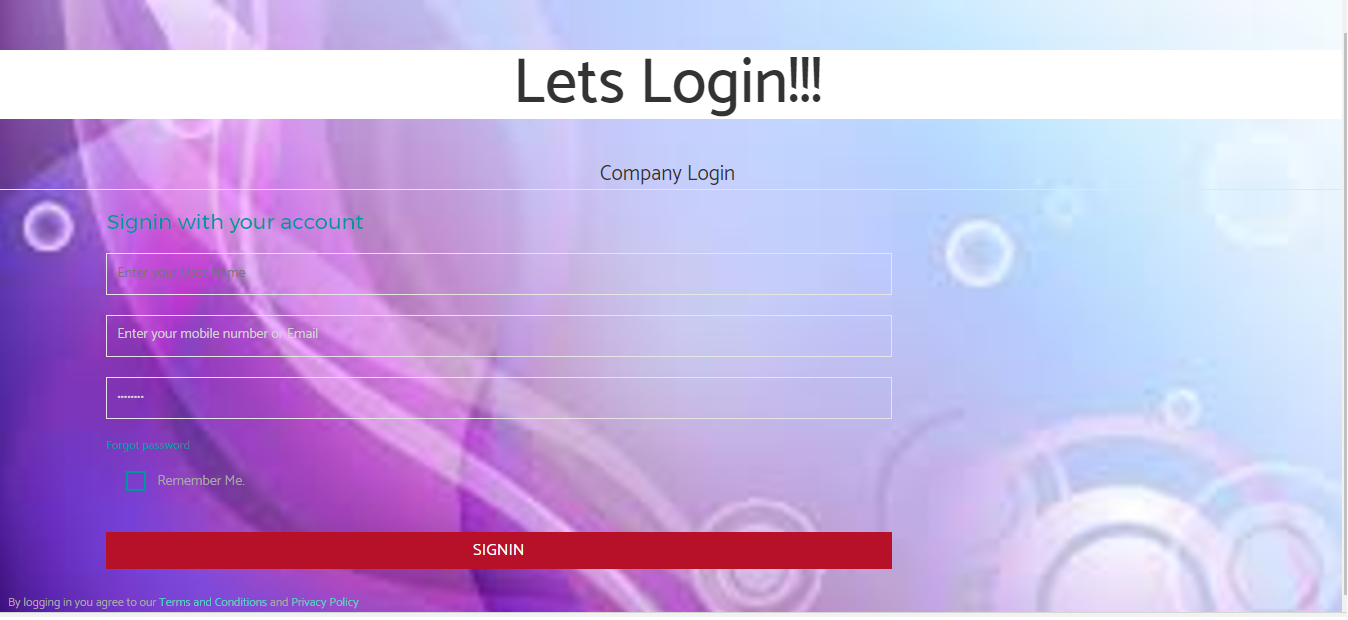 Lets Login!!!
Company Login
Signin with your account
Enter your User Name
Enter your mobile number or Email
••••••••
Forgot password
Remember Me.
SIGNIN
By logging in you agree to our Terms and Conditions and Privacy Policy